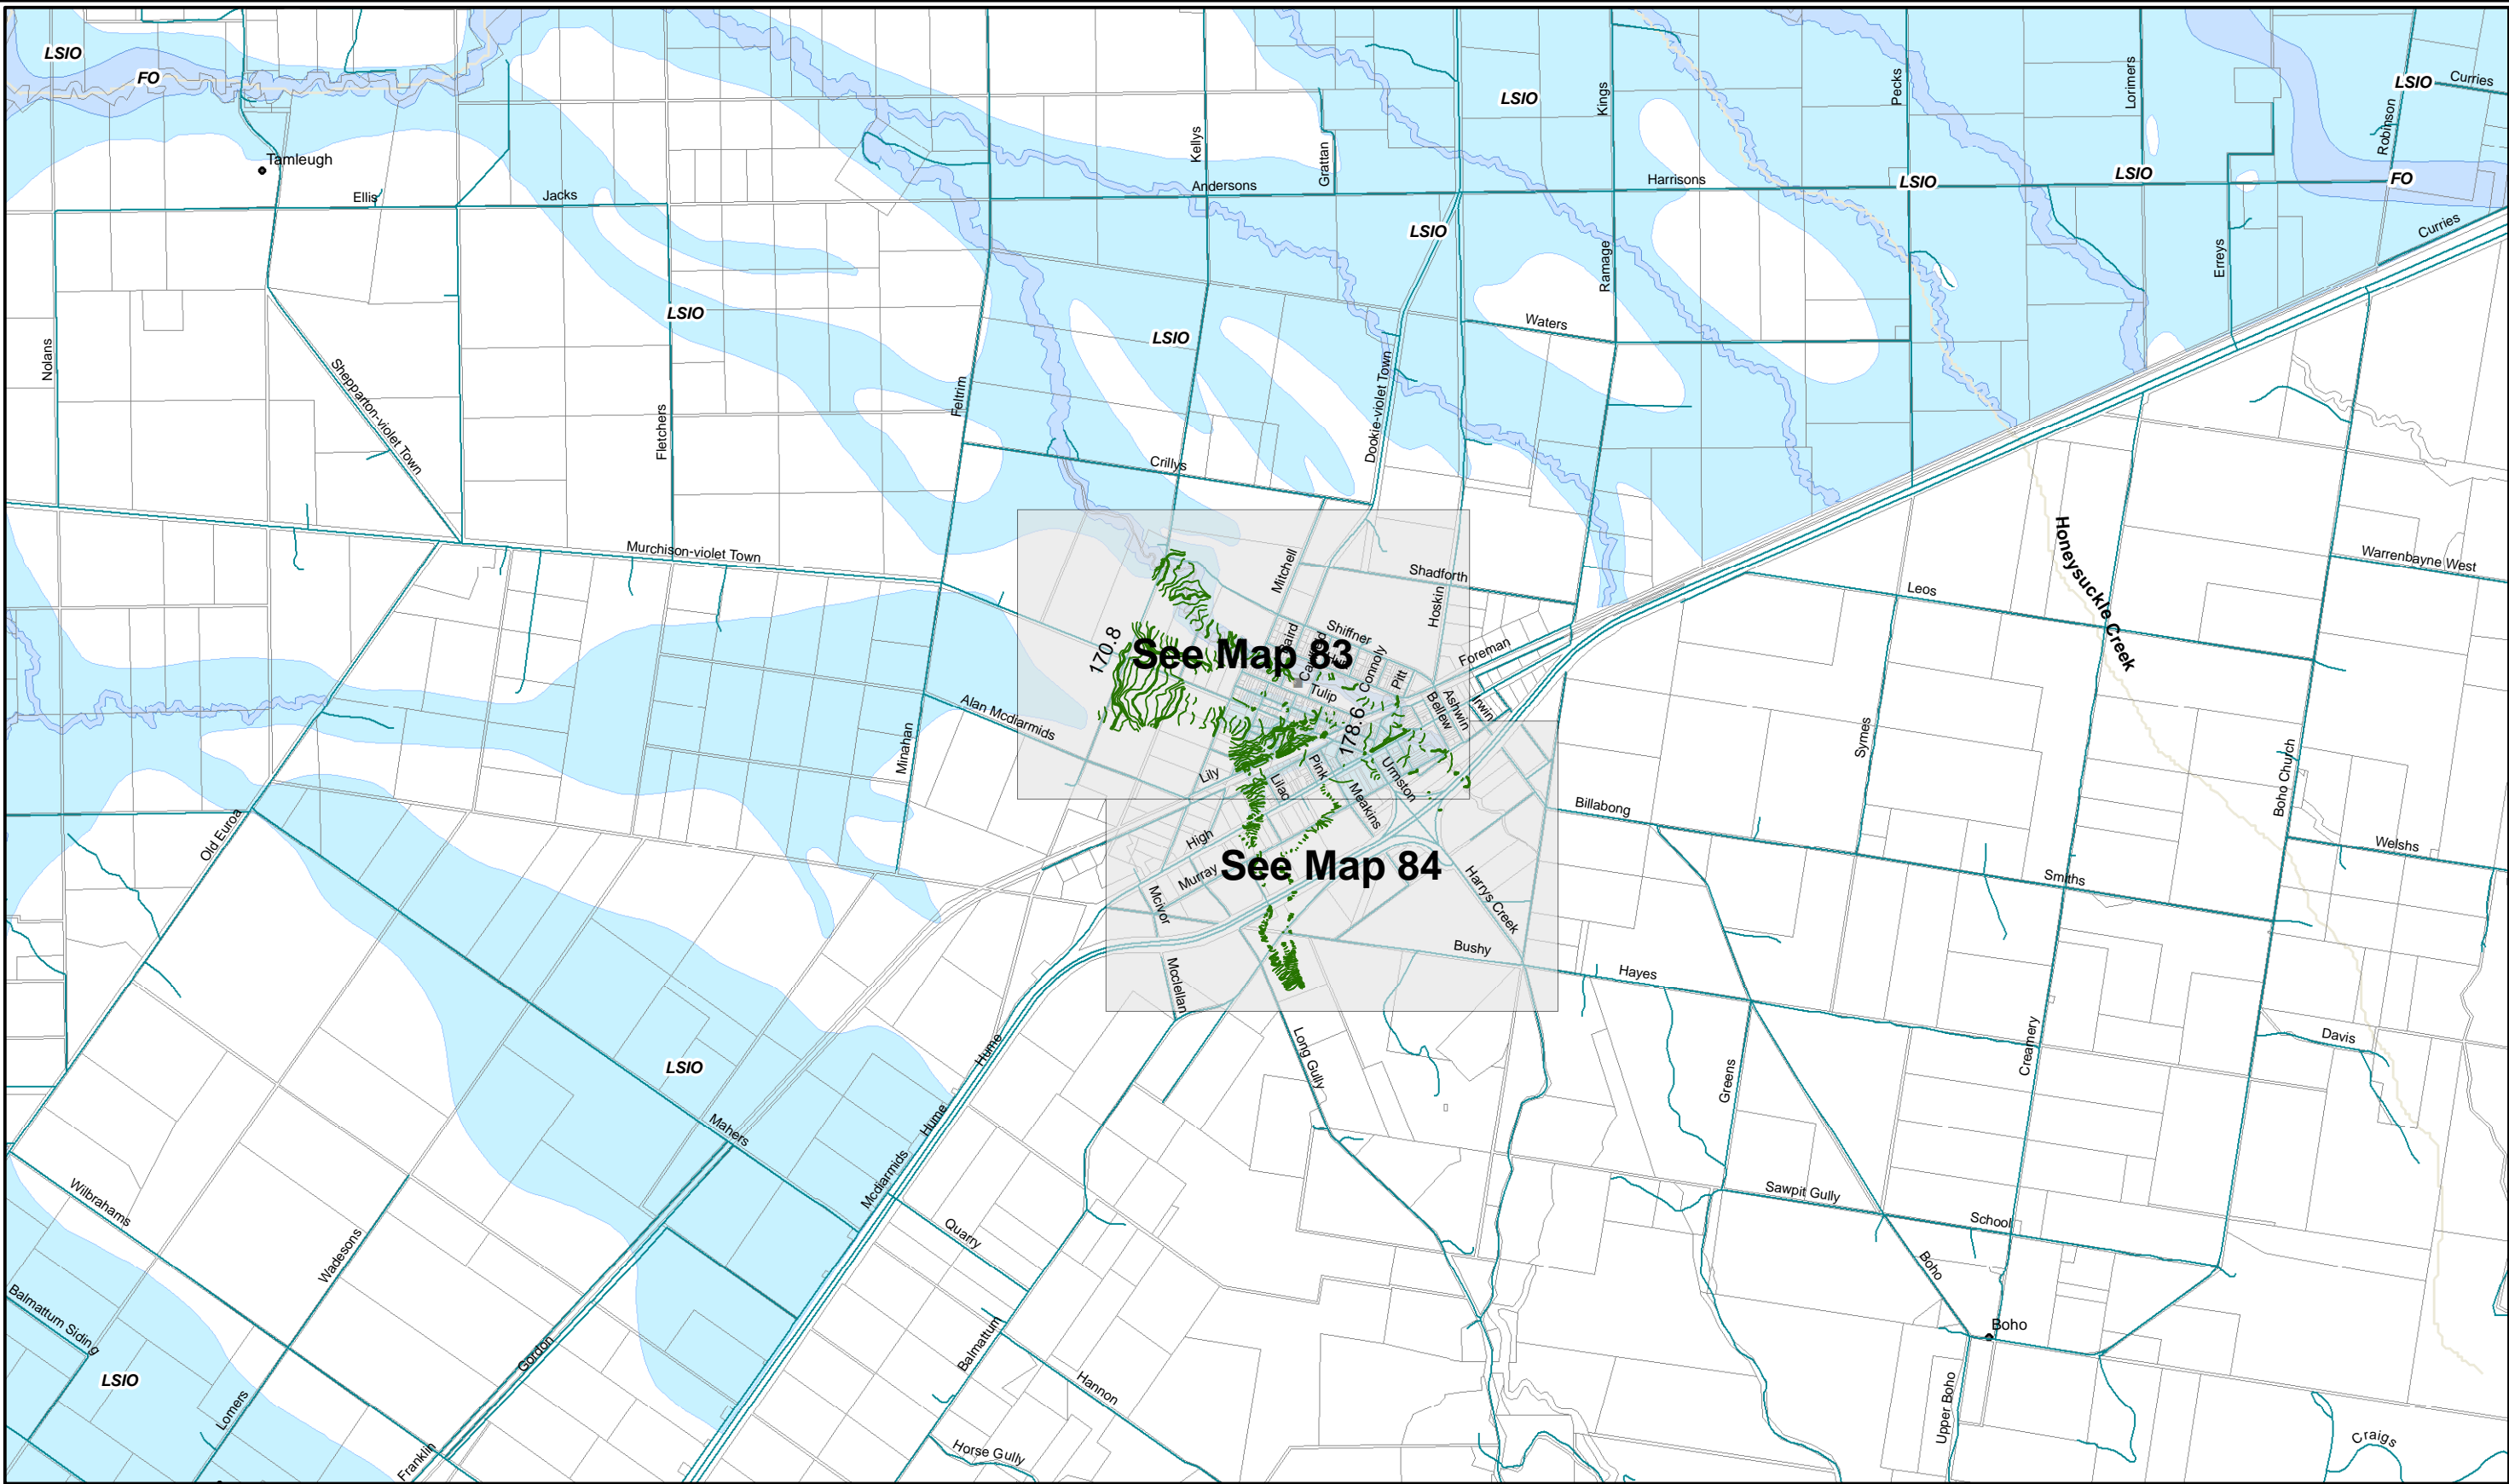 LSIO
FO
LSIO
LSIO
Curries
Kings
Pecks
Lorimers
Robinson
Tamleugh
Kellys
Grattan
Ellis
Jacks
Andersons
Harrisons
LSIO
LSIO
FO
LSIO
Curries
Ramage
Erreys
LSIO
LSIO
Waters
Nolans
Shepparton-violet Town
Fletchers
Feltrim
Dookie-violet Town
Crillys
Murchison-violet Town
Mitchell
Shadforth
Hoskin
Leos
Warrenbayne West
Honeysuckle Creek
170.8
See Map 83
Shiffner
Foreman
Connoly
Pitt
Tulip
Ashwin
Bellew
Irwin
Alan Mcdiarmids
Minahan
178.6
Symes
Boho Church
Lily
Lilac
Pink
Urmston
Meakins
Billabong
Old Euroa
High
Murray
See Map 84
Welshs
Smiths
Mcivor
Harrys Creek
Bushy
Hayes
Mcclellan
Hume
Long Gully
Greens
Creamery
Davis
LSIO
Mahers
Hume
Mcdiarmids
Wilbrahams
Wadesons
Quarry
Sawpit Gully
School
Boho
Balmattum Siding
Gordon
Balmattum
Boho
LSIO
Lomers
Hannon
Upper Boho
Franklin
Horse Gully
Craigs